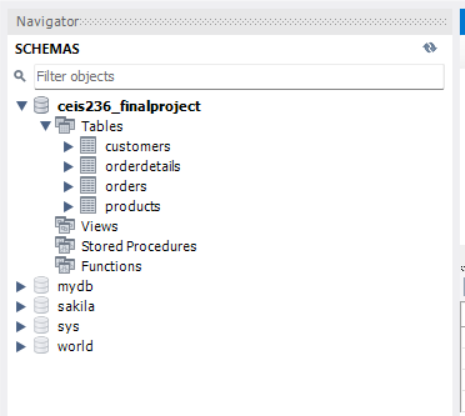 Navigator
SCHEMAS
Filter objects
ceis236_finalproject
Tables
customers
orderdetails
orders
products
Views
Stored Procedures
Functions
mydb
sakila
sys
world